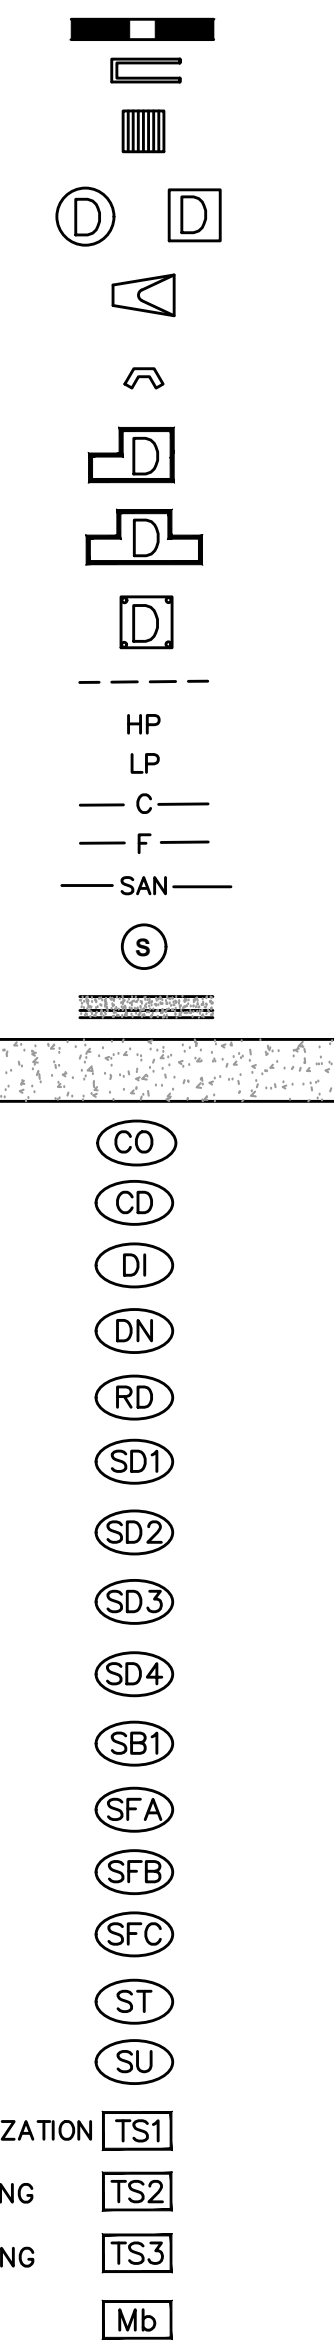 D D
D
D
D
HP
LP
C
F
SAN
S
CO
CD
DI
DN
RD
SD1
SD2
SD3
SD4
SB1
SFA
SFB
SFC
ST
SU
ZATION TS1
NG TS2
NG TS3
Mb